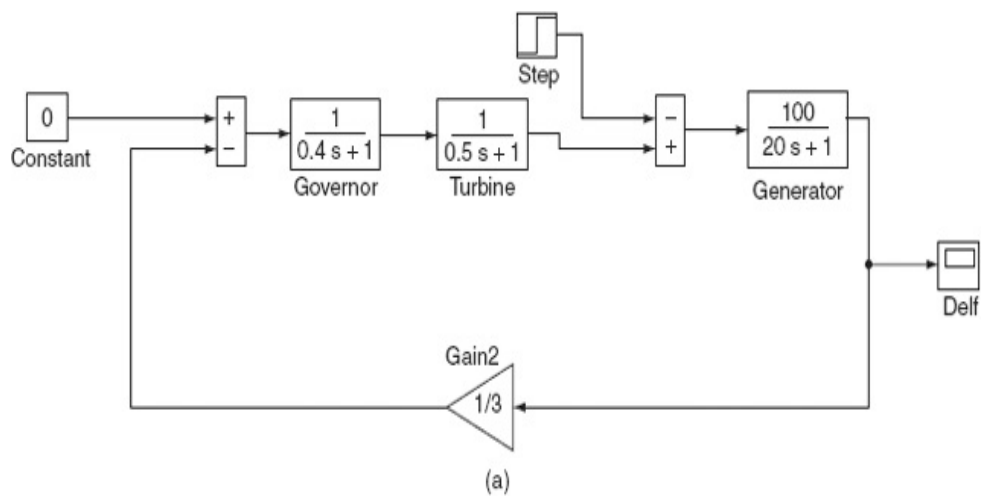 Step
0
Constant
+
−
1
0.4 s + 1
Governor
1
0.5 s + 1
Turbine
−
+
100
20 s + 1
Generator
Delf
Gain2
1/3
(a)